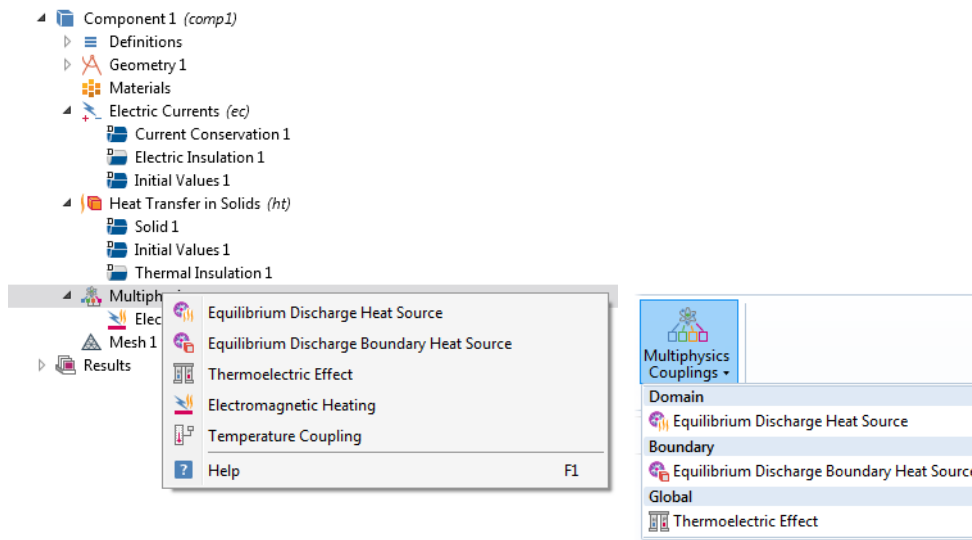 Component 1 (comp1)
Definitions
Geometry 1
Materials
Electric Currents (ec)
Current Conservation 1
Electric Insulation 1
Initial Values 1
Heat Transfer in Solids (ht)
Solid 1
Initial Values 1
Thermal Insulation 1
Multiph
Elec
Mesh 1
Results
Equilibrium Discharge Heat Source
Equilibrium Discharge Boundary Heat Source
Thermoelectric Effect
Electromagnetic Heating
Temperature Coupling
? Help F1
Multiphysics
Couplings
Domain
Equilibrium Discharge Heat Source
Boundary
Equilibrium Discharge Boundary Heat Source
Global
Thermoelectric Effect